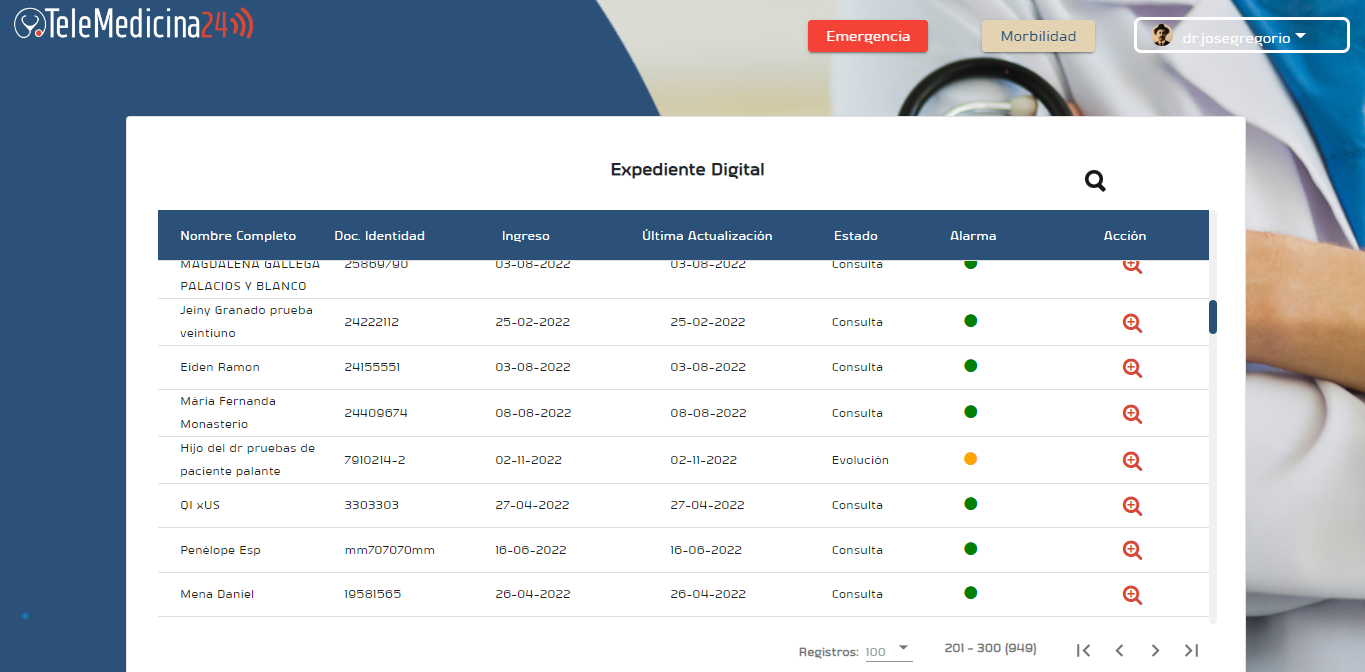 TeleMedicina24
Emergencia
Morbilidad
dr.josegregorio
Expediente Digital
Nombre Completo Doc. Identidad Ingreso Última Actualización Estado Alarma Acción
MAGDALENA GALLEGA 25869790 03-08-2022 03-08-2022 Consulta
PALACIOS Y BLANCO
Jeiny Granado prueba
veintiuno
24222112 25-02-2022 25-02-2022 Consulta
Eiden Ramon 24155551 03-08-2022 03-08-2022 Consulta
Mária Fernanda
Monasterio
24409674 08-08-2022 08-08-2022 Consulta
Hijo del dr pruebas de
paciente palante
7910214-2 02-11-2022 02-11-2022 Evolución
QI xUS 3303303 27-04-2022 27-04-2022 Consulta
Penélope Esp mm707070mm 16-06-2022 16-06-2022 Consulta
Mena Daniel 19581565 26-04-2022 26-04-2022 Consulta
Registros: 100 201 - 300 (949)